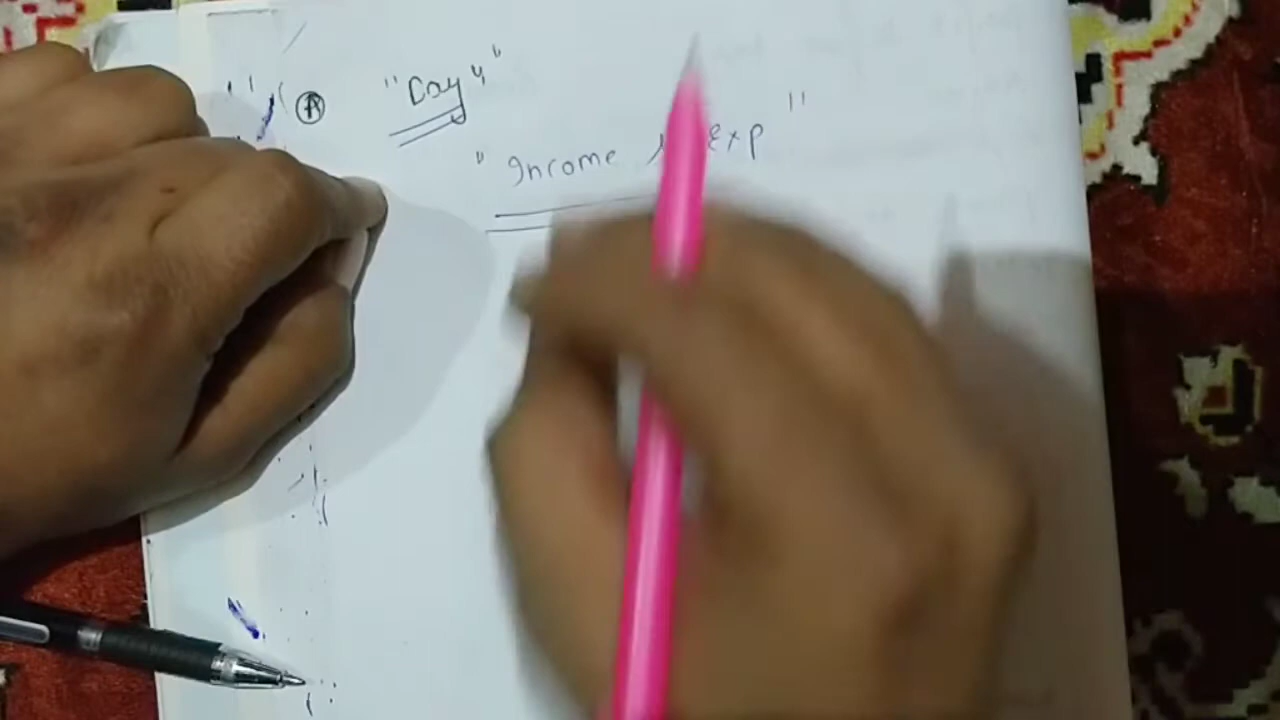 Ⓐ "Day 4"
" Income Exp "